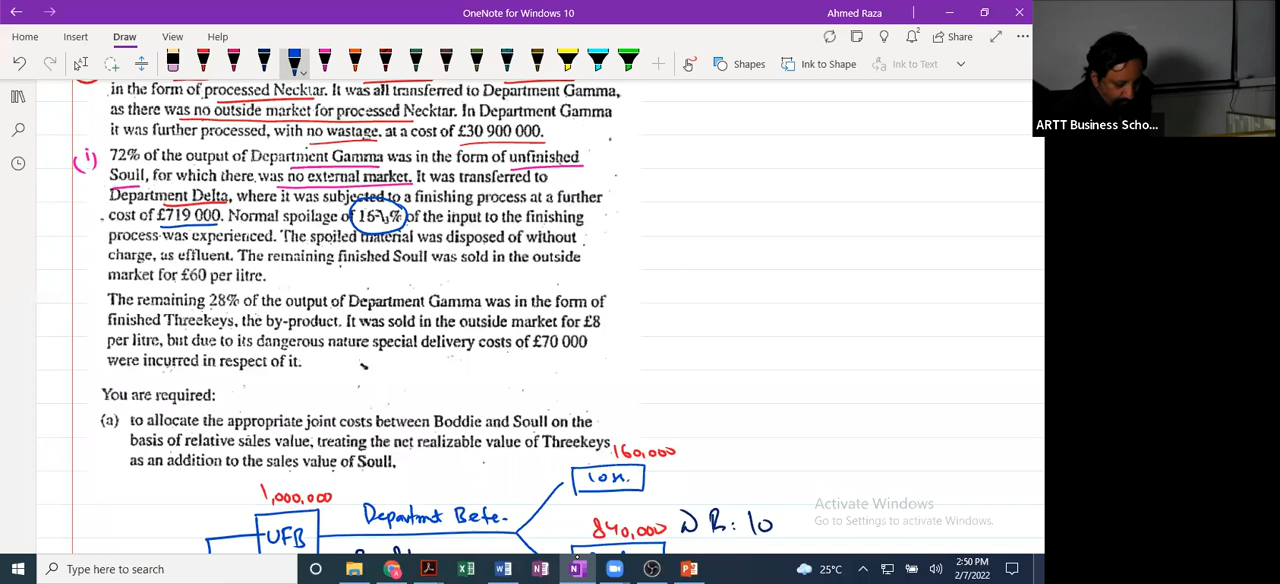 OneNote for Windows 10
Ahmed Raza
Home Insert Draw View Help
Share
Shapes
Ink to Shape
Ink to Text
in the form of processed Necktar. It was all transferred to Department Gamma,
as there was no outside market for processed Necktar. In Department Gamma
it was further processed, with no wastage, at a cost of £30 900 000.
(i) 72% of the output of Department Gamma was in the form of unfinished
Soull, for which there was no external market. It was transferred to
Department Delta, where it was subjected to a finishing process at a further
cost of £719 000. Normal spoilage of of the input to the finishing
process was experienced. The spoiled material was disposed of without
charge, as effluent. The remaining finished Soull was sold in the outside
market for £60 per litre.
The remaining 28% of the output of Department Gamma was in the form of
finished Threekeys, the by-product. It was sold in the outside market for £8
per litre, but due to its dangerous nature special delivery costs of £70 000
were incurred in respect of it.
You are required:
(a) to allocate the appropriate joint costs between Boddie and Soull on the
basis of relative sales value, treating the net realizable value of Threekeys
as an addition to the sales value of Soull,
160,000
1,000,000
UFB
840,000
ARTT Business Scho...
Activate Windows
Go to Settings to activate Windows.
Type here to search
25°C
2:50 PM
2/7/2022